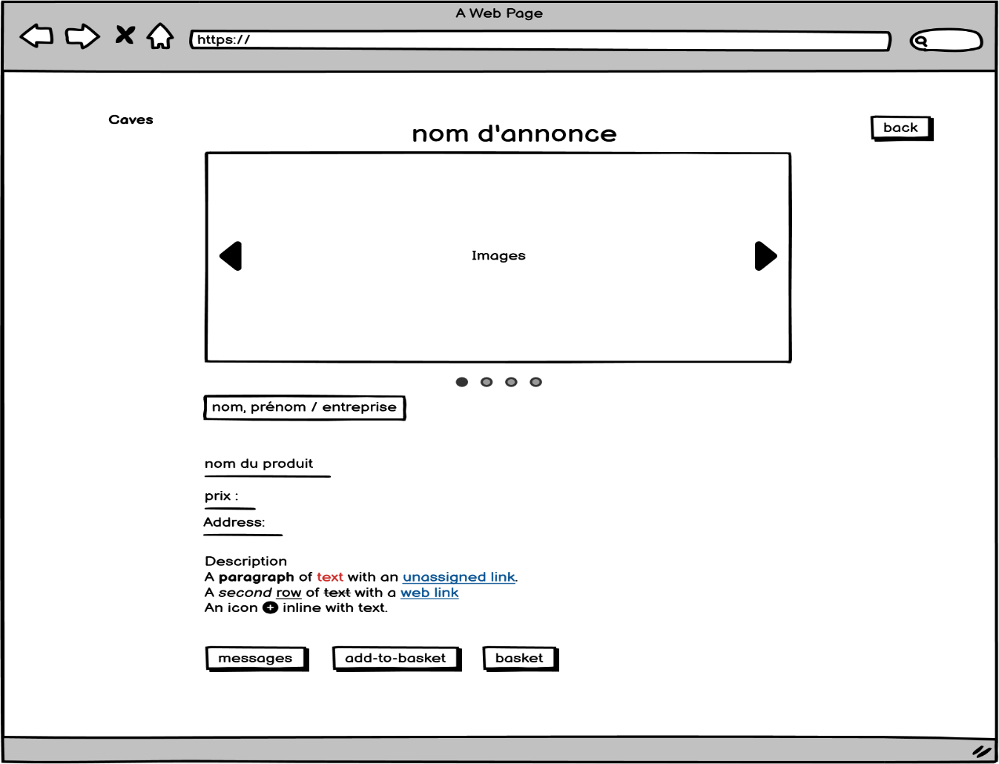 A Web Page
https://
Caves
nom d'annonce
back
Images
nom, prénom / entreprise
nom du produit
prix :
Address:
Description
A paragraph of text with an unassigned link.
A second row of text with a web link
An icon inline with text.
messages
add-to-basket
basket